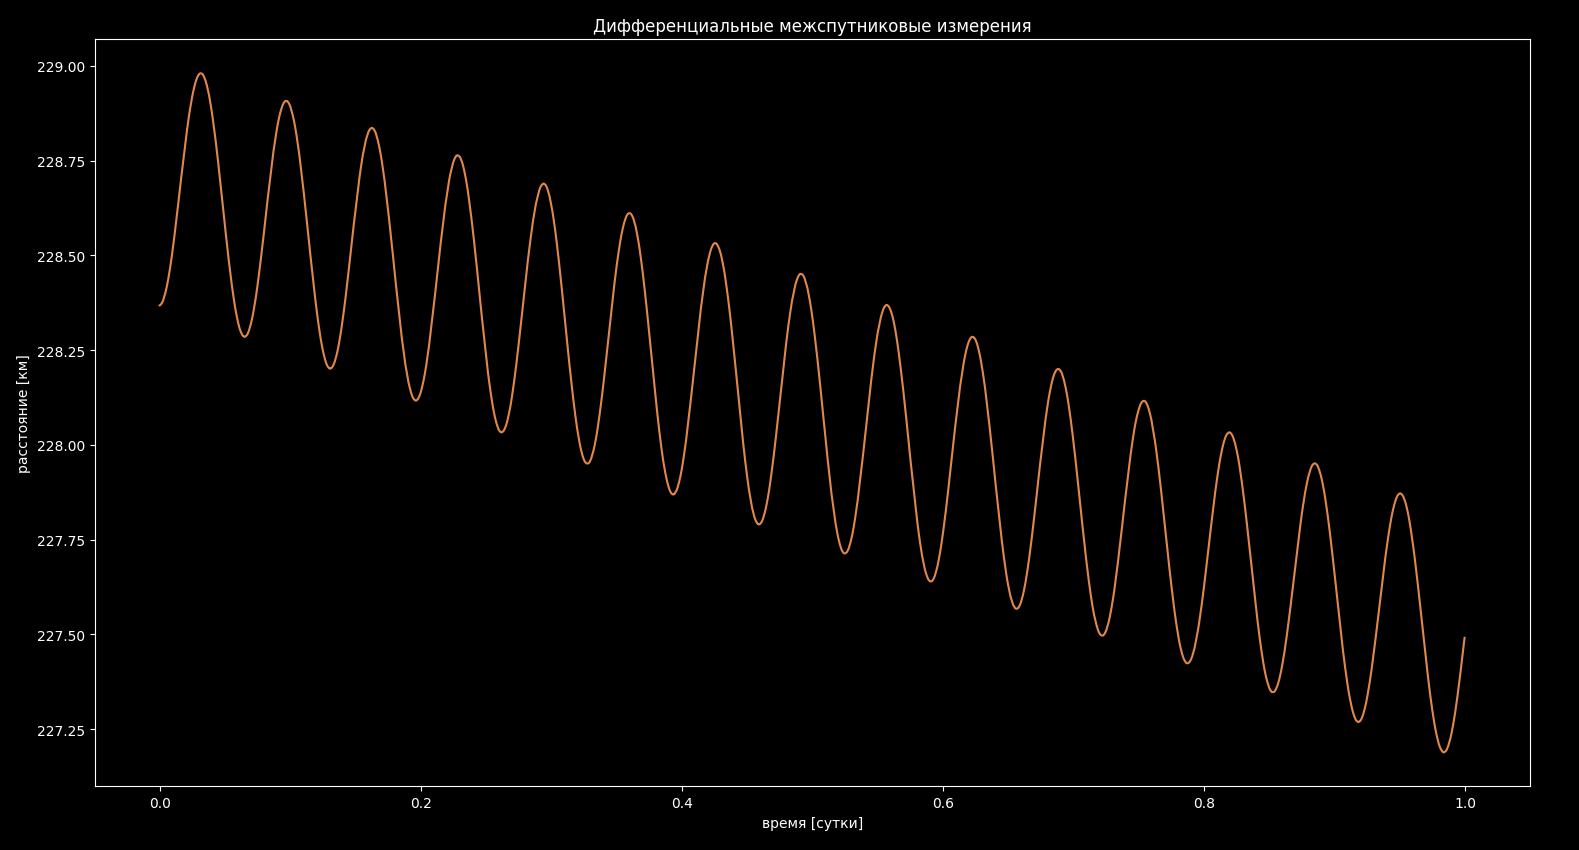 Дифференциальные межспутниковые измерения
229.00
228.75
228.50
228.25
228.00
227.75
227.50
227.25
расстояние [км]
0.0 0.2 0.4 0.6 0.8 1.0
время [сутки]